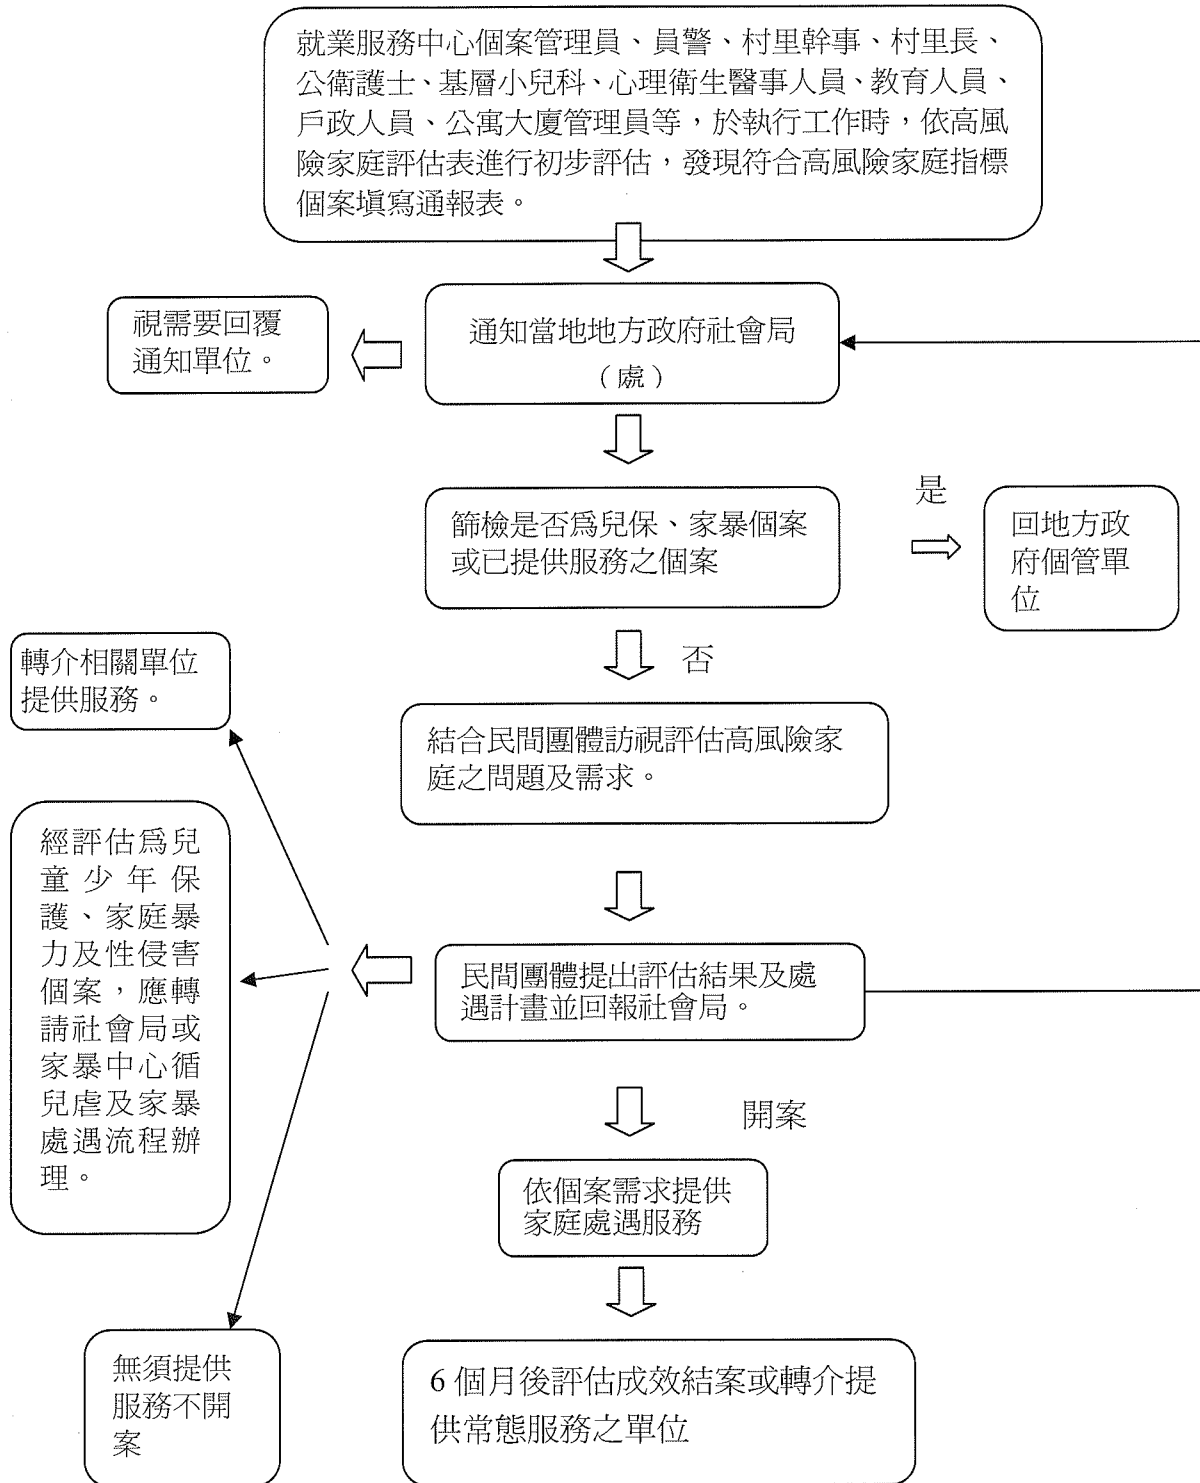 就業服務中心個案管理員、員警、村里幹事、村里長、
公衛護士、基層小兒科、心理衛生醫事人員、教育人員、
戶政人員、公寓大廈管理員等，於執行工作時，依高風
險家庭評估表進行初步評估，發現符合高風險家庭指標
個案填寫通報表。
視需要回覆
通知單位。
通知當地地方政府社會局
（處）
篩檢是否為兒保、家暴個案
或已提供服務之個案
是
回地方政
府個管單
位
否
轉介相關單位
提供服務。
結合民間團體訪視評估高風險家
庭之問題及需求。
經評估為兒
童少年保
護、家庭暴
力及性侵害
個案，應轉
請社會局或
家暴中心循
兒虐及家暴
處遇流程辦
理。
民間團體提出評估結果及處
遇計畫並回報社會局。
開案
依個案需求提供
家庭處遇服務
無須提供
服務不開
案
6 個月後評估成效結案或轉介提
供常態服務之單位